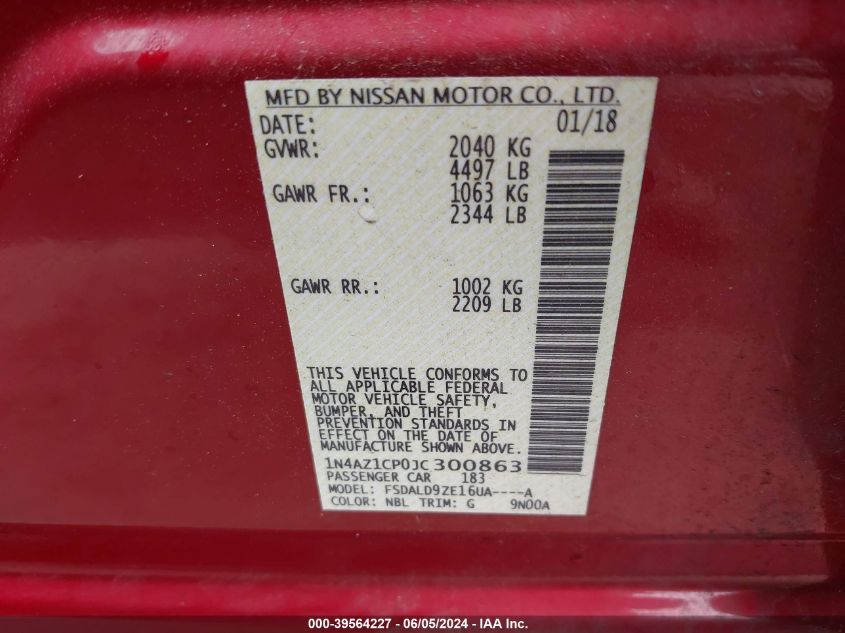 MFD BY NISSAN MOTOR CO., LTD.
DATE: 01/18
GVWR: 2040 KG
4497 LB
GAWR FR.: 1063 KG
2344 LB
GAWR RR.: 1002 KG
2209 LB
THIS VEHICLE CONFORMS TO
ALL APPLICABLE FEDERAL
MOTOR VEHICLE SAFETY,
BUMPER, AND THEFT
PREVENTION STANDARDS IN
EFFECT ON THE DATE OF
MANUFACTURE SHOWN ABOVE.
1N4AZ1CP0JC300863
PASSENGER CAR 183
MODEL: FSDALD9ZE16UA----A
COLOR: NBL TRIM: G 9N00A
000-39564227 - 06/05/2024 - IAA Inc.